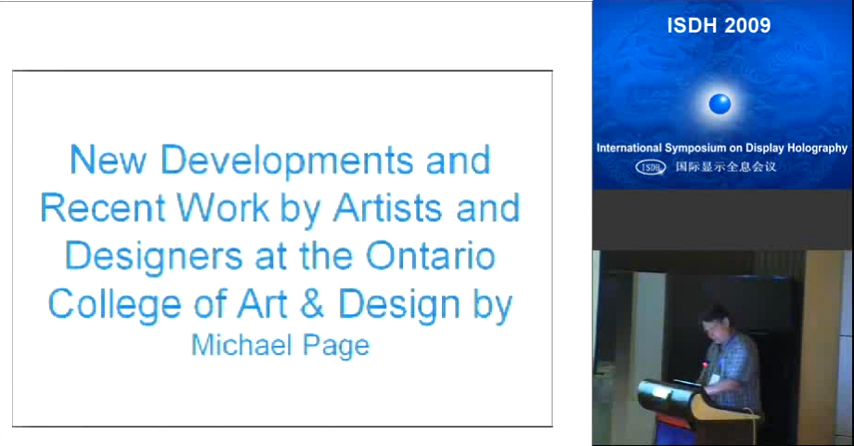 New Developments and
Recent Work by Artists and
Designers at the Ontario
College of Art & Design by
Michael Page
ISDH 2009
International Symposium on Display Holography
ISDH 国际显示全息会议